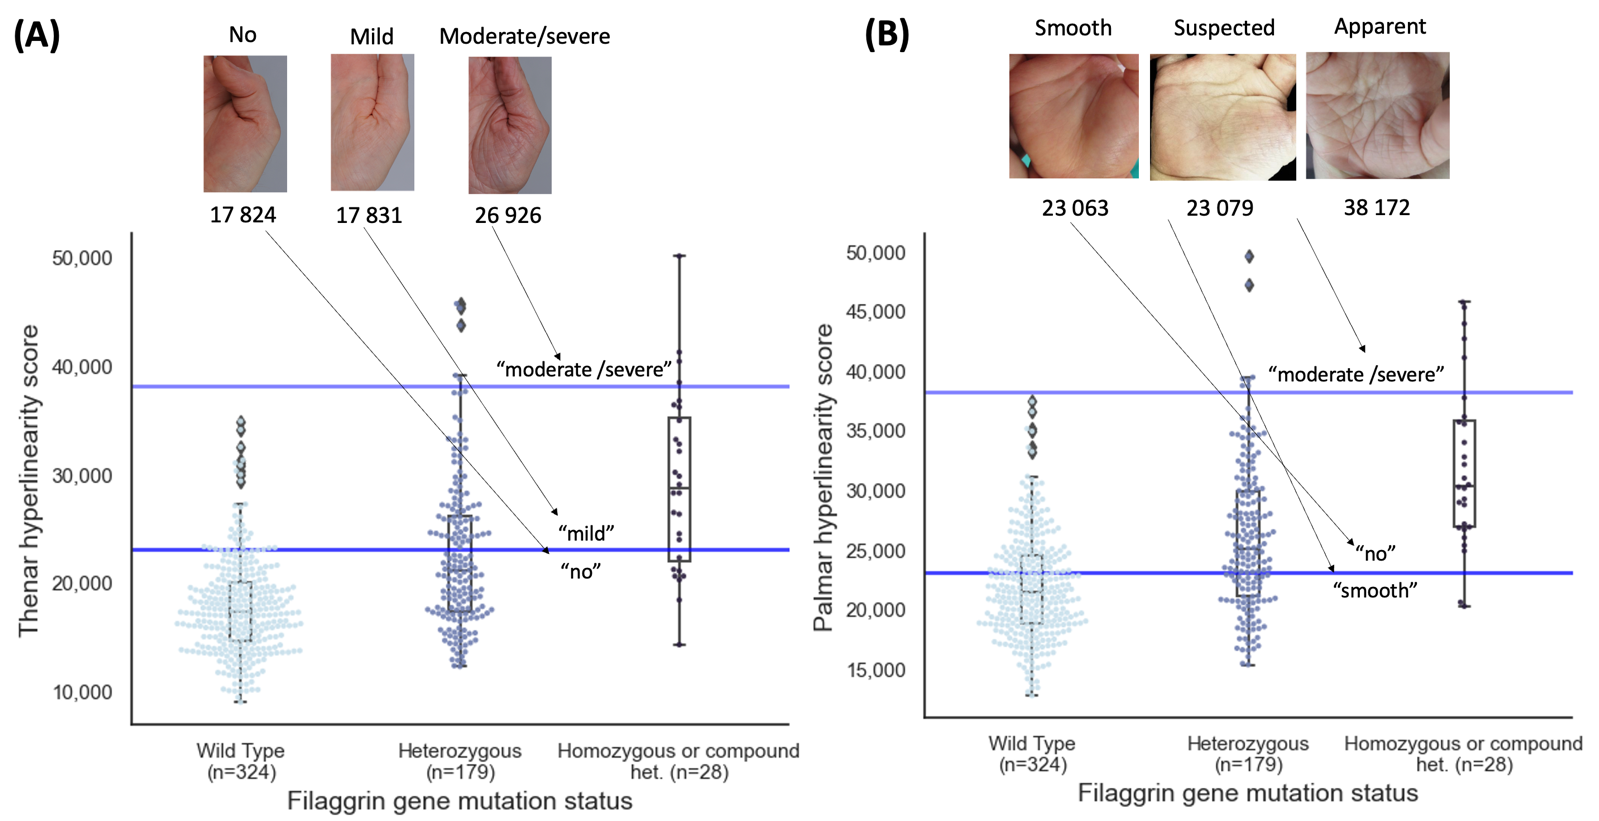 (A)
No
Mild
Moderate/severe
17 824
17 831
26 926
50,000
40,000
30,000
20,000
10,000
Thenar hyperlinearity score
“moderate /severe”
“mild”
“no”
Wild Type
(n=324)
Heterozygous
(n=179)
Homozygous or compound
het. (n=28)
Filaggrin gene mutation status
(B)
Smooth
Suspected
Apparent
23 063
23 079
38 172
50,000
45,000
40,000
35,000
30,000
25,000
20,000
15,000
Palmar hyperlinearity score
“moderate /severe”
“no”
“smooth”
Wild Type
(n=324)
Heterozygous
(n=179)
Homozygous or compound
het. (n=28)
Filaggrin gene mutation status